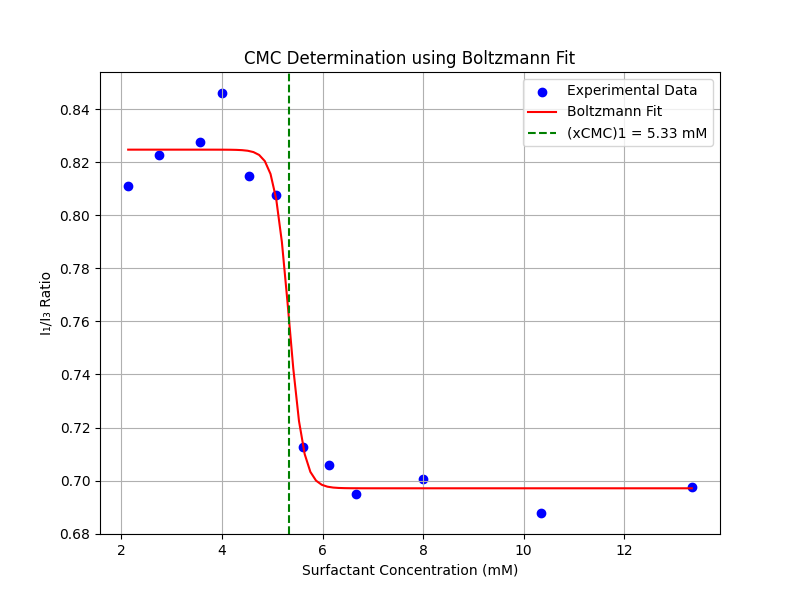 CMC Determination using Boltzmann Fit
Experimental Data
Boltzmann Fit
(xCMC)1 = 5.33 mM
I₁/I₃ Ratio
0.84
0.82
0.80
0.78
0.76
0.74
0.72
0.70
0.68
2 4 6 8 10 12
Surfactant Concentration (mM)